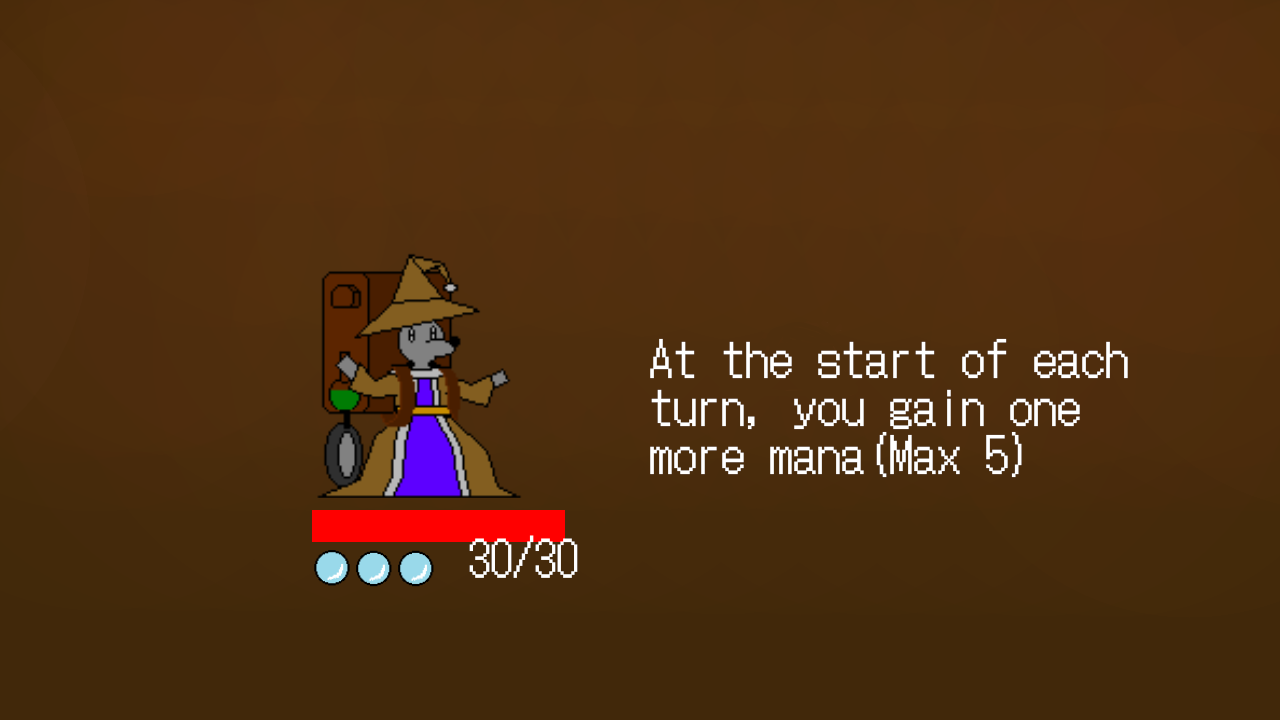 At the start of each
turn, you gain one
more mana(Max 5)
30/30